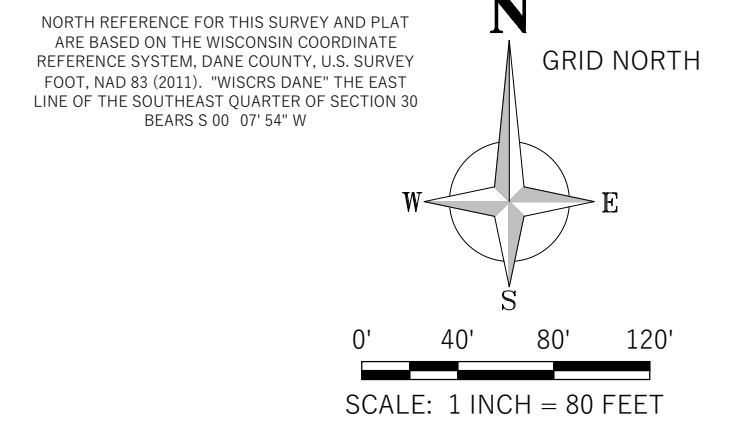 NORTH REFERENCE FOR THIS SURVEY AND PLAT
ARE BASED ON THE WISCONSIN COORDINATE
REFERENCE SYSTEM, DANE COUNTY, U.S. SURVEY
FOOT, NAD 83 (2011).  "WISCRS DANE" THE EAST
LINE OF THE SOUTHEAST QUARTER OF SECTION 30
BEARS S 00  07' 54" W
N
GRID NORTH
W
E
S
0' 40' 80' 120'
SCALE:  1 INCH = 80 FEET